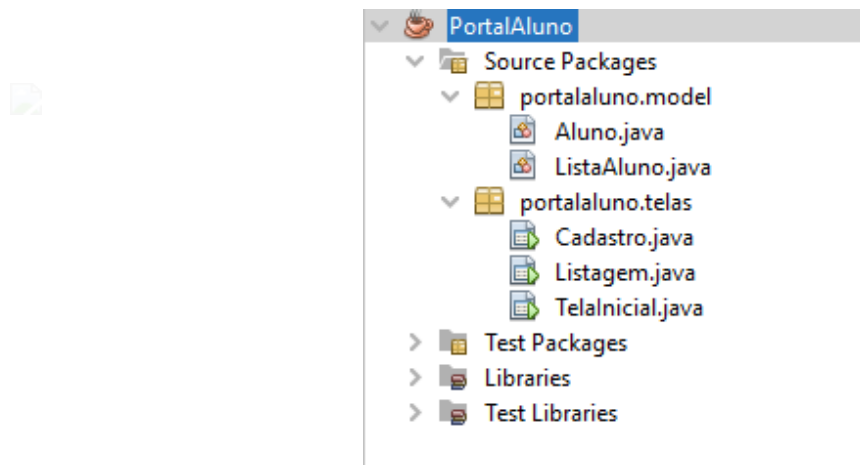 PortalAluno
Source Packages
portalaluno.model
Aluno.java
ListaAluno.java
portalaluno.telas
Cadastro.java
Listagem.java
TelaInicial.java
Test Packages
Libraries
Test Libraries